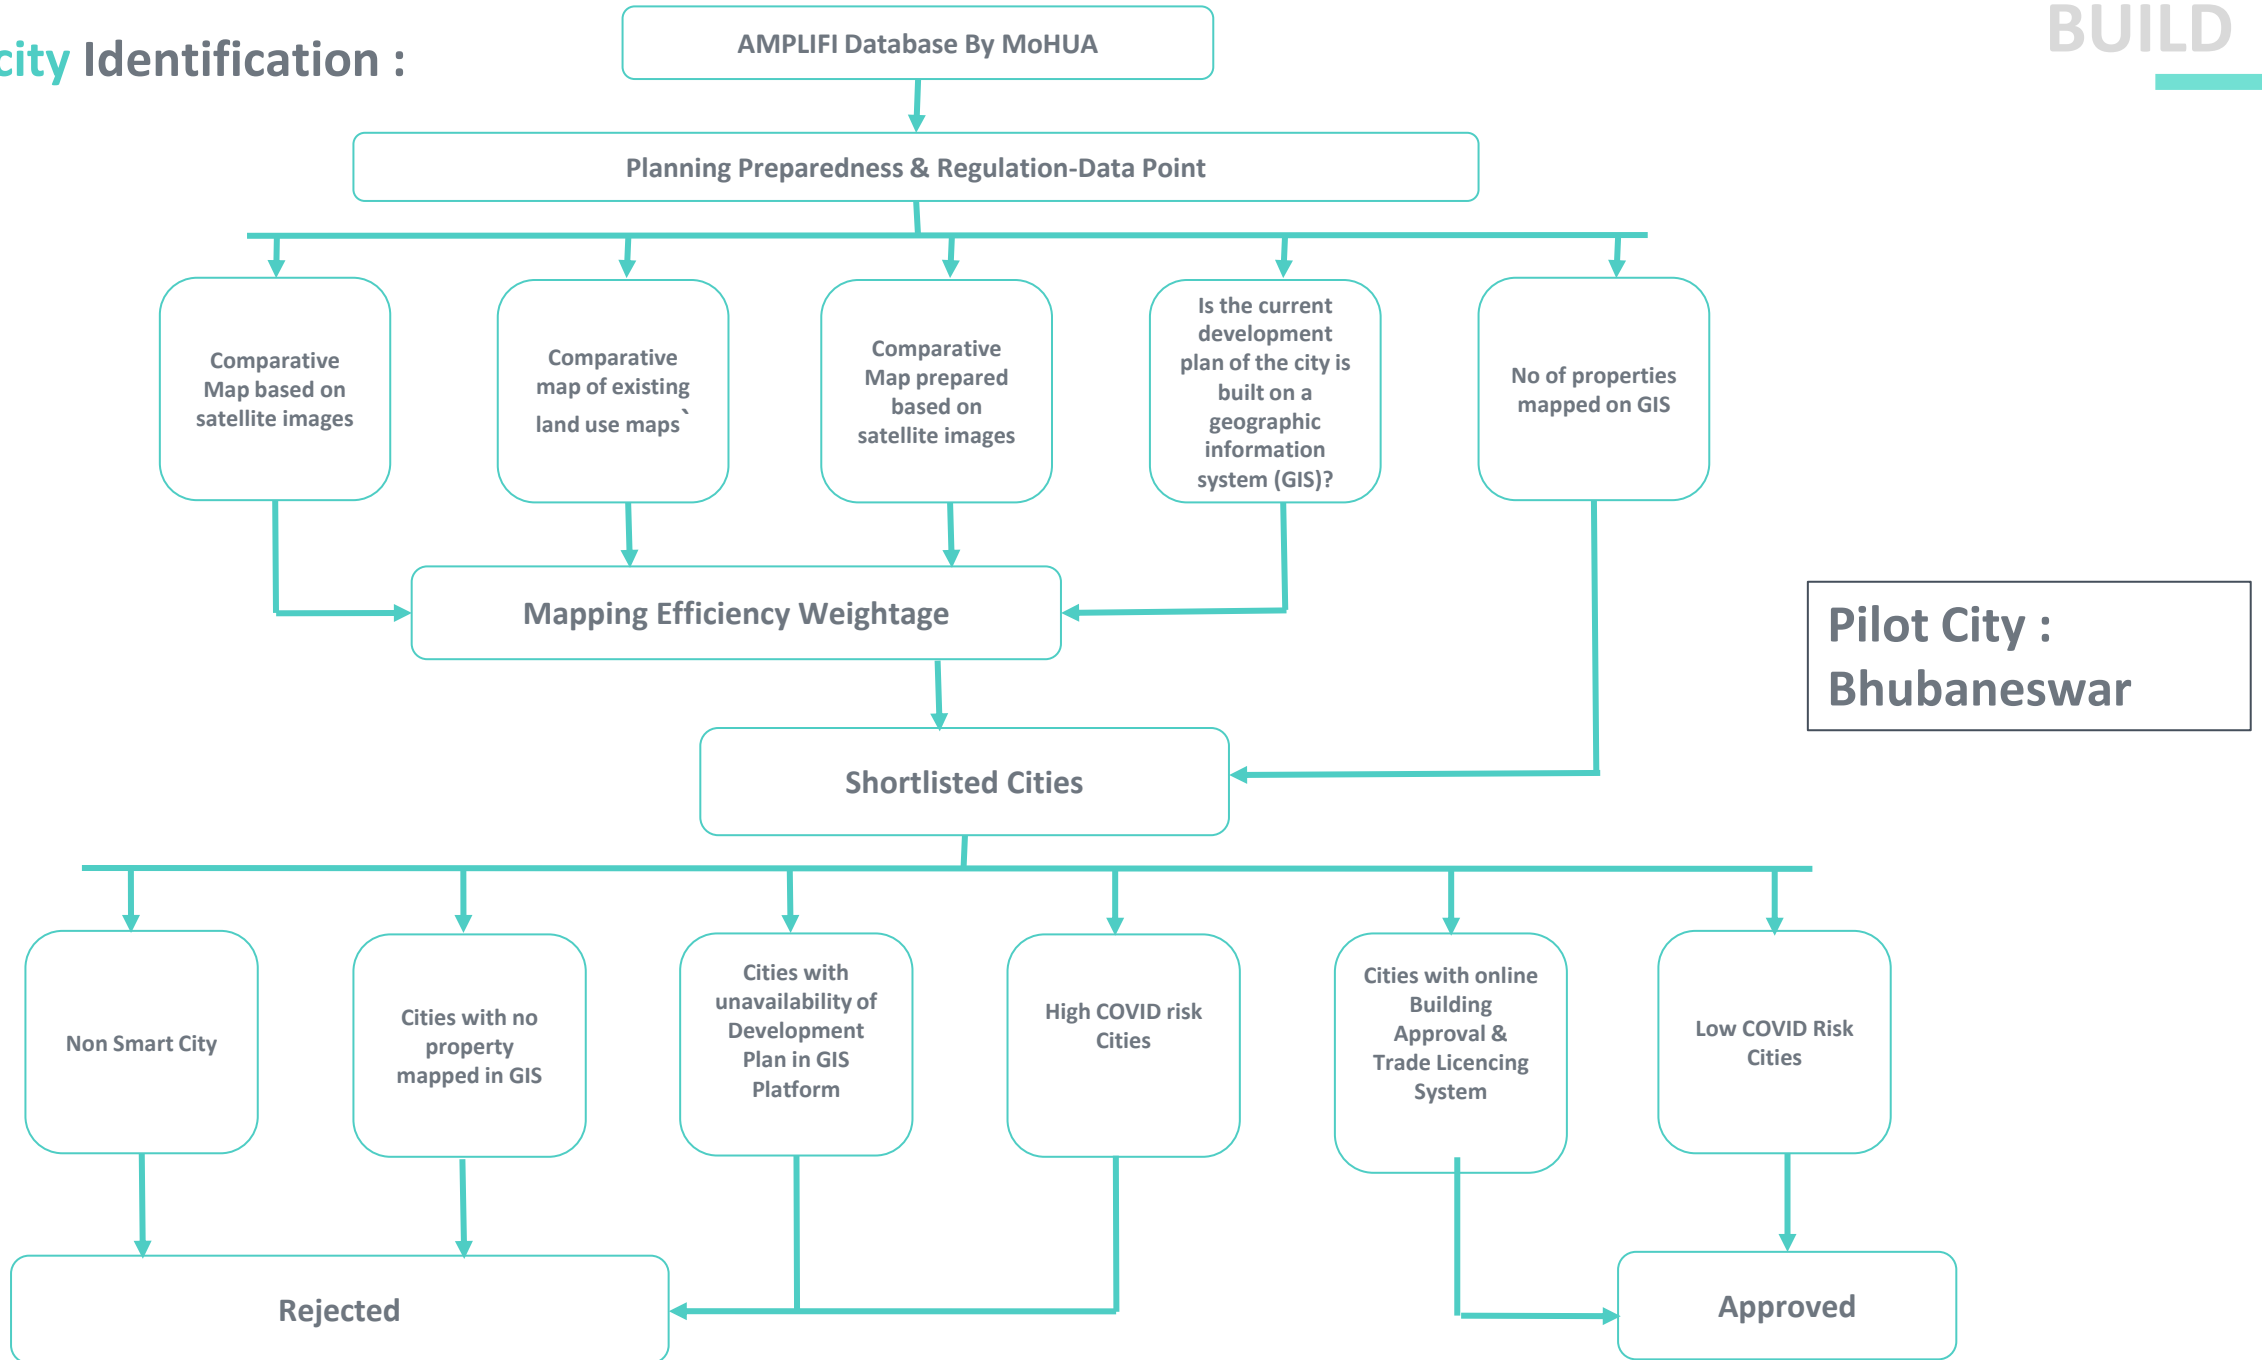 city Identification :
BUILD
AMPLIFI Database By MoHUA
Planning Preparedness & Regulation-Data Point
Comparative
Map based on
satellite images
Comparative
map of existing
land use maps`
Comparative
Map prepared
based on
satellite images
Is the current
development
plan of the city is
built on a
geographic
information
system (GIS)?
No of properties
mapped on GIS
Mapping Efficiency Weightage
Pilot City :
Bhubaneswar
Shortlisted Cities
Non Smart City
Cities with no
property
mapped in GIS
Cities with
unavailability of
Development
Plan in GIS
Platform
High COVID risk
Cities
Cities with online
Building
Approval &
Trade Licencing
System
Low COVID Risk
Cities
Rejected
Approved